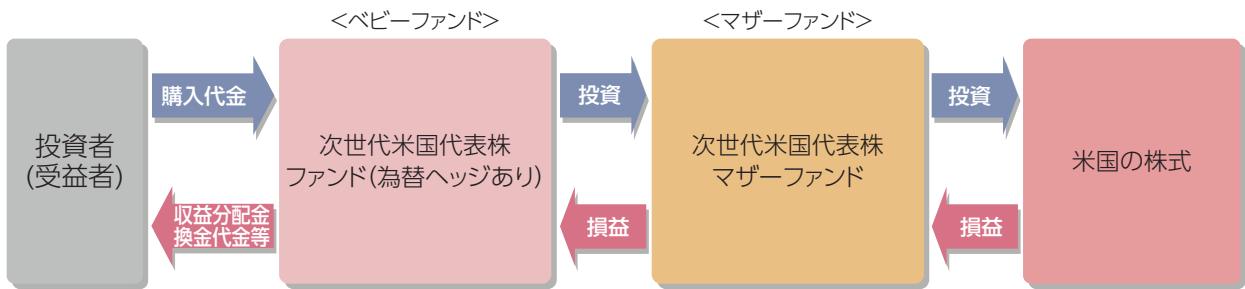 <ベビーファンド>
<マザーファンド>
投資者
(受益者)
購入代金
収益分配金
換金代金等
次世代米国代表株
ファンド(為替ヘッジあり)
投資
損益
次世代米国代表株
マザーファンド
投資
損益
米国の株式